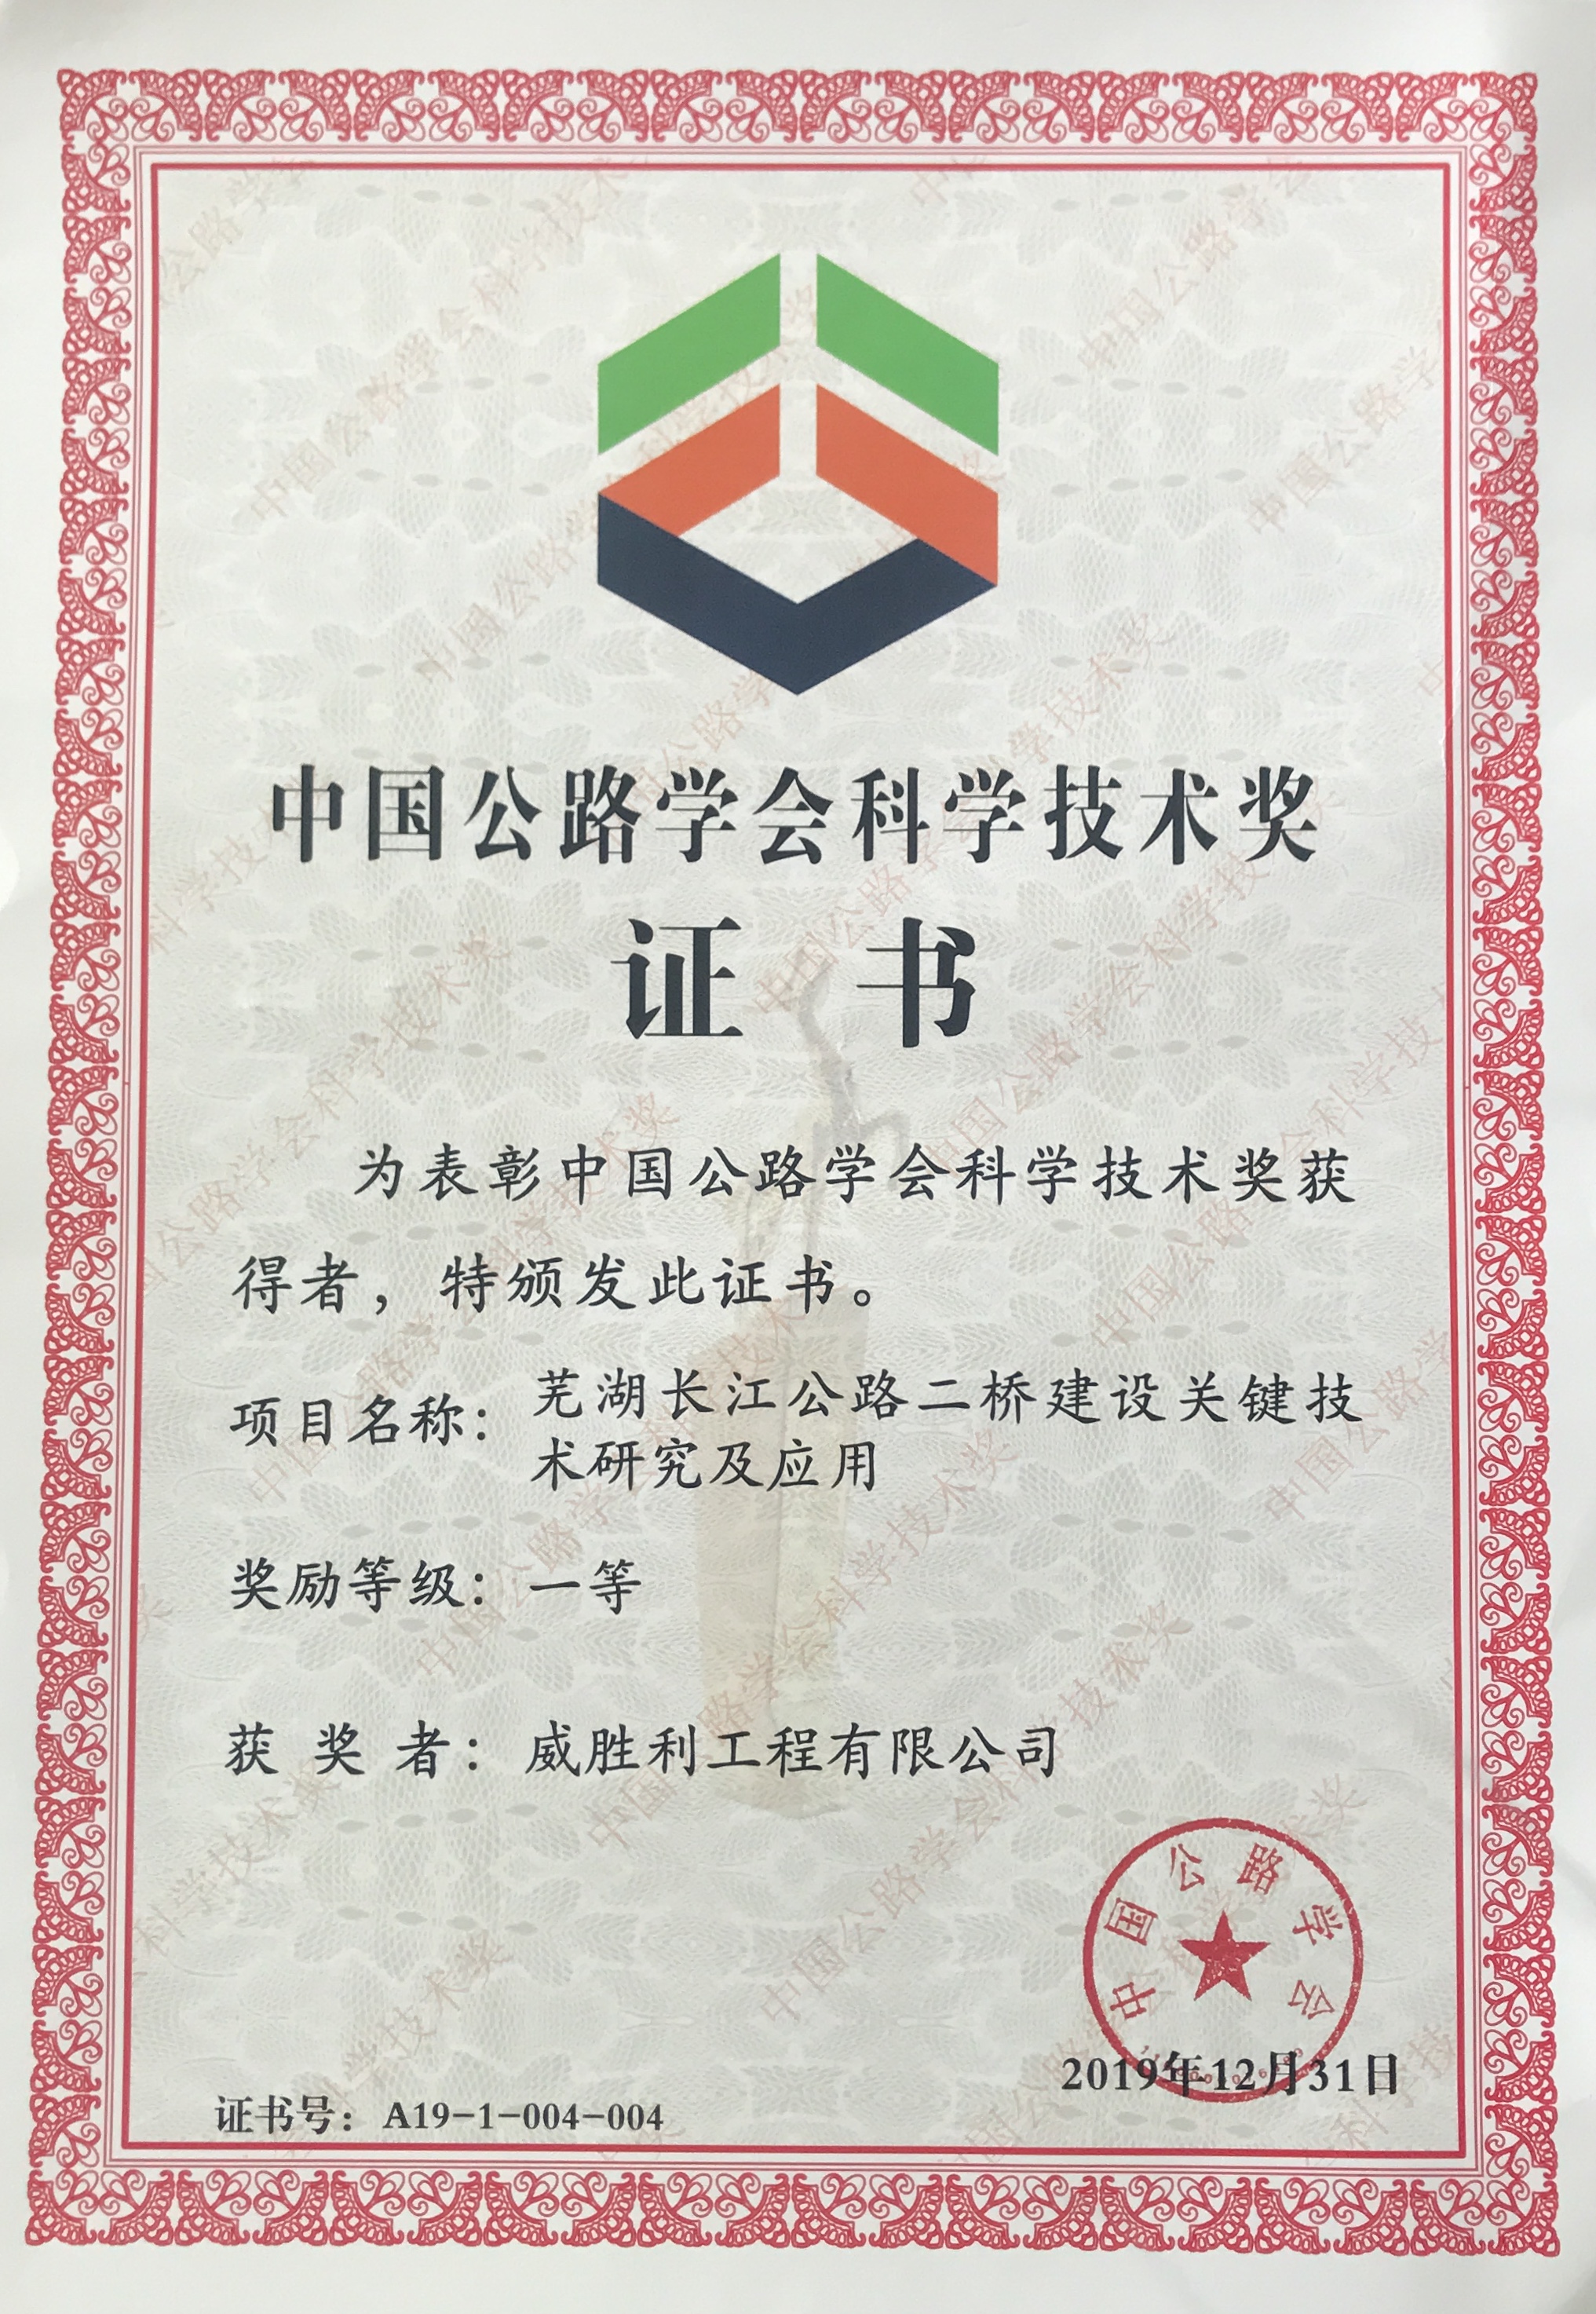 中国公路学会科学技术奖
证 书
为表彰中国公路学会科学技术奖获
得者，特颁发此证书。
项目名称：芜湖长江公路二桥建设关键技
术研究及应用
奖励等级：一等
获 奖 者：威胜利工程有限公司
中国公路学会
2019年12月31日
证书号：A19-1-004-004